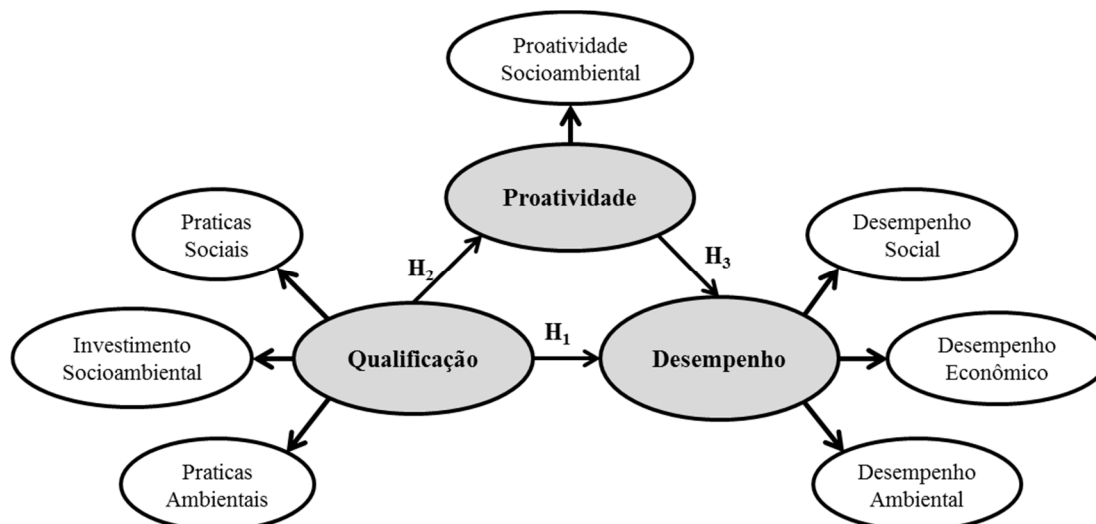 Proatividade
Socioambiental
Proatividade
Praticas
Sociais
Desempenho
Social
H2
H3
Investimento
Socioambiental
Qualificação
H1
Desempenho
Desempenho
Econômico
Praticas
Ambientais
Desempenho
Ambiental